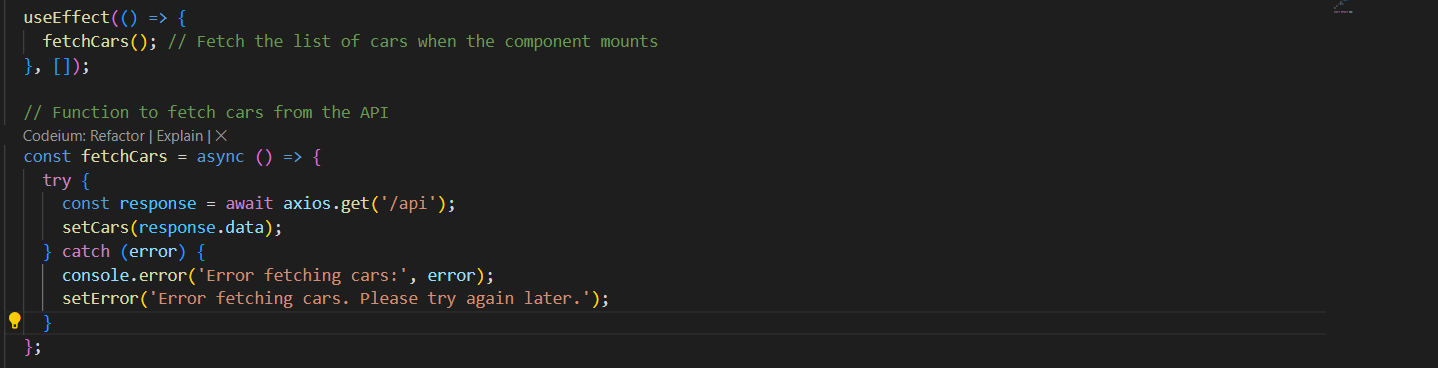 useEffect(() => {
  fetchCars(); // Fetch the list of cars when the component mounts
}, []);

// Function to fetch cars from the API
Codeium: Refactor | Explain | ×
const fetchCars = async () => {
  try {
    const response = await axios.get('/api');
    setCars(response.data);
  } catch (error) {
    console.error('Error fetching cars:', error);
    setError('Error fetching cars. Please try again later.');
  }
};